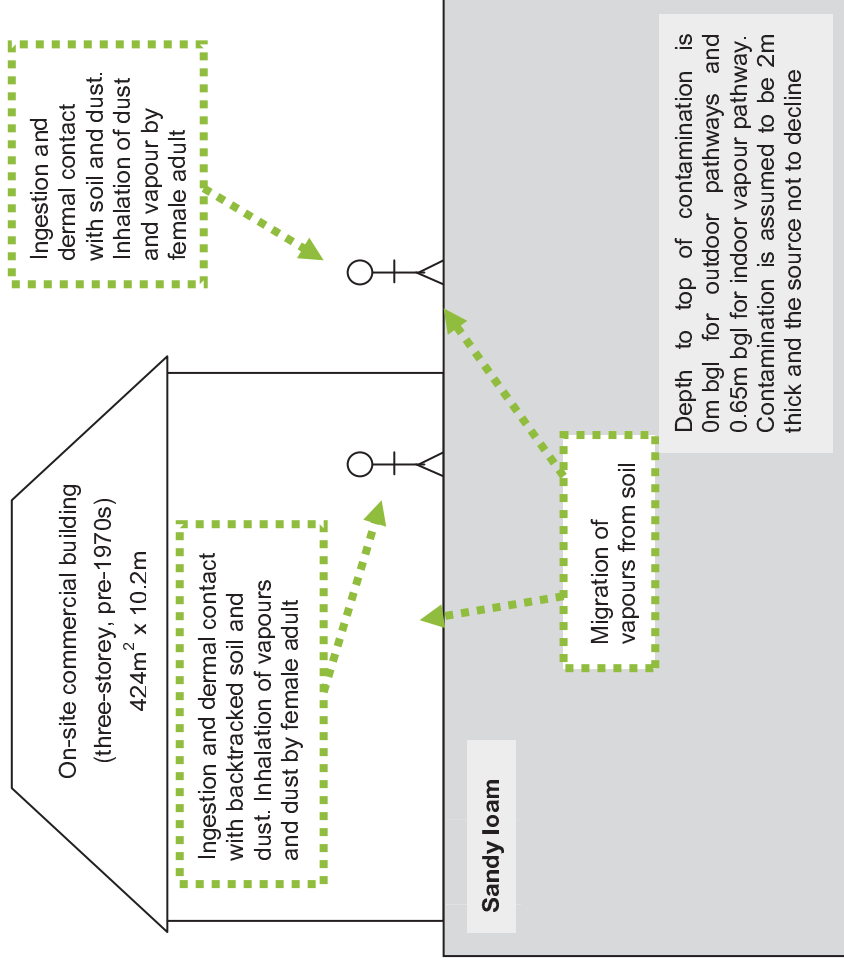 On-site commercial building
(three-storey, pre-1970s)
424m² x 10.2m
Ingestion and dermal contact
with backtracked soil and
dust. Inhalation of vapours
and dust by female adult
Ingestion and
dermal contact
with soil and dust.
Inhalation of dust
and vapour by
female adult
Sandy loam
Migration of
vapours from soil
Depth to top of contamination is
0m bgl for outdoor pathways and
0.65m bgl for indoor vapour pathway.
Contamination is assumed to be 2m
thick and the source not to decline